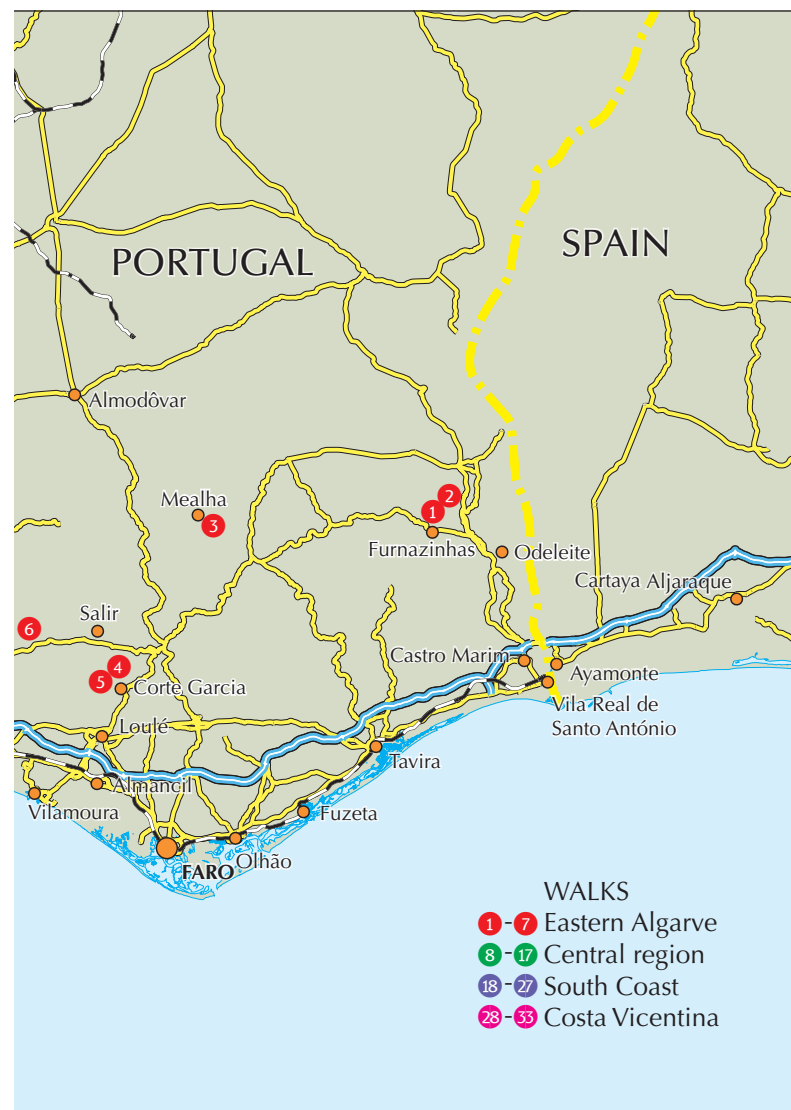 PORTUGAL
SPAIN
Almodôvar
Mealha
3
2
1
Furnazinhas
Odeleite
Cartaya
Aljaraque
Salir
6
4
5
Corte Garcia
Castro Marim
Ayamonte
Vila Real de
Santo António
Loulé
Tavira
Almancil
Vilamoura
Fuzeta
FARO
Olhão
WALKS
1-7 Eastern Algarve
8-17 Central region
18-27 South Coast
28-33 Costa Vicentina